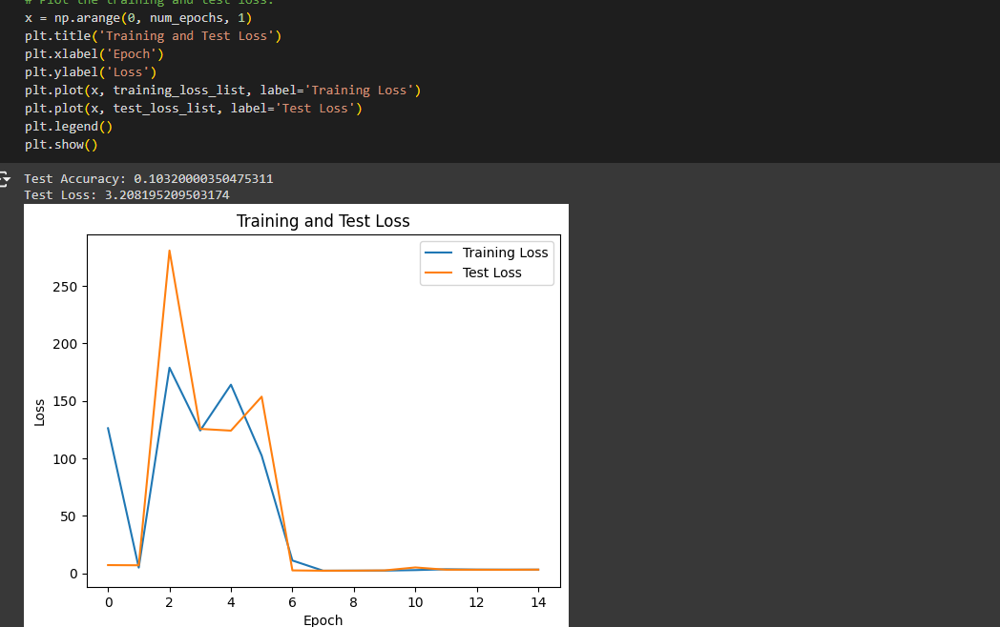 # Plot the training and test loss.
x = np.arange(0, num_epochs, 1)
plt.title('Training and Test Loss')
plt.xlabel('Epoch')
plt.ylabel('Loss')
plt.plot(x, training_loss_list, label='Training Loss')
plt.plot(x, test_loss_list, label='Test Loss')
plt.legend()
plt.show()
Test Accuracy: 0.10320000350475311
Test Loss: 3.208195209503174
Training and Test Loss
Training Loss
Test Loss
250
200
150
100
50
0
Loss
0 2 4 6 8 10 12 14
Epoch